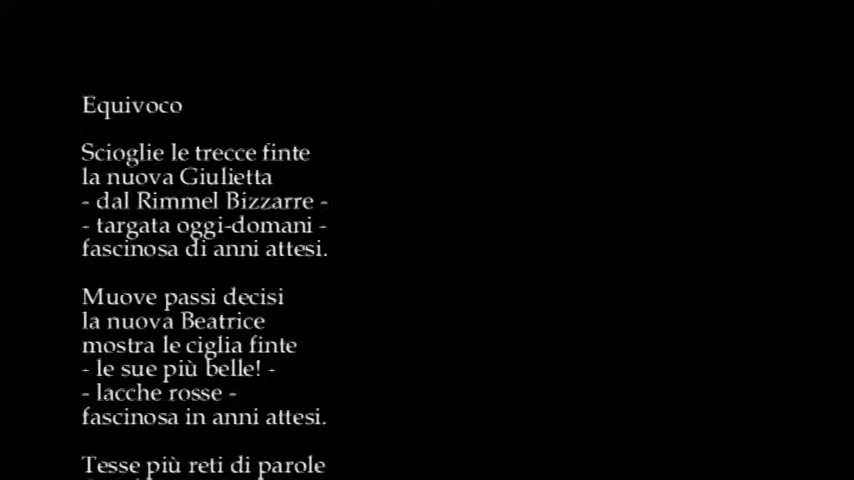 Equivoco
Scioglie le trecce finte
la nuova Giulietta
- dal Rimmel Bizzarre -
- targata oggi-domani -
fascinosa di anni attesi.
Muove passi decisi
la nuova Beatrice
mostra le ciglia finte
- le sue più belle! -
- lacche rosse -
fascinosa in anni attesi.
Tesse più reti di parole